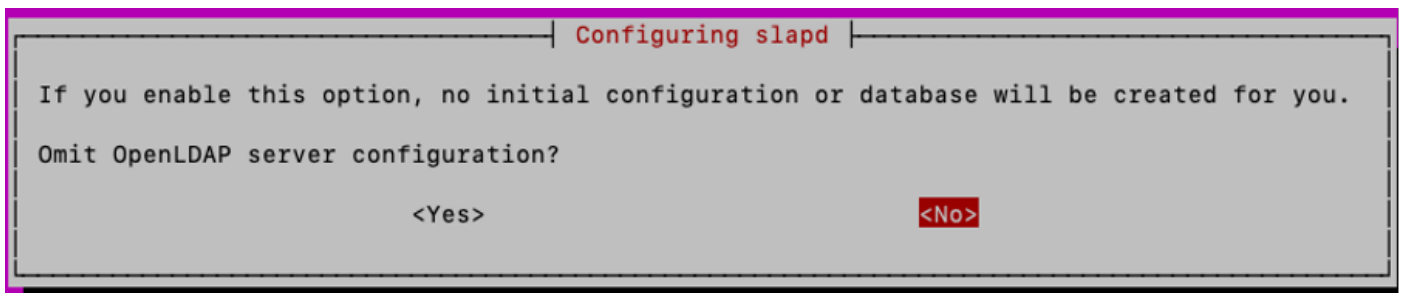 Configuring slapd
If you enable this option, no initial configuration or database will be created for you.
Omit OpenLDAP server configuration?
<Yes> <No>